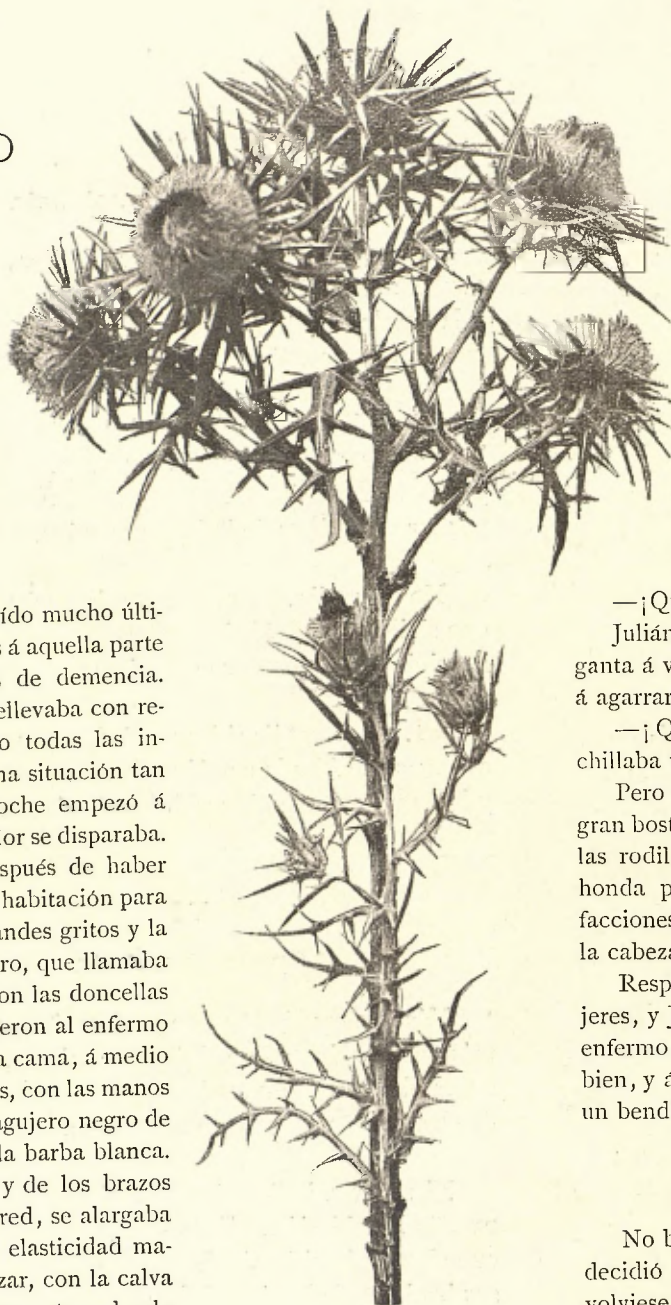 O
ído mucho últi-
á aquella parte
de demencia.
ellevaba con re-
o todas las in-
na situación tan
oche empezó á
or se disparaba.
spués de haber
habitación para
andes gritos y la
ro, que llamaba
on las doncellas
eron al enfermo
a cama, á medio
s, con las manos
agujero negro de
la barba blanca.
y de los brazos
red, se alargaba
elasticidad ma-
zar, con la calva
—¡Q
Julián
ganta á v
á agarrar
—¡Q
chillaba
Pero
gran bost
las rodil
honda p
facciones
la cabeza
Resp
jeres, y J
enfermo
bien, y á
un bend
No b
decidió
volviese